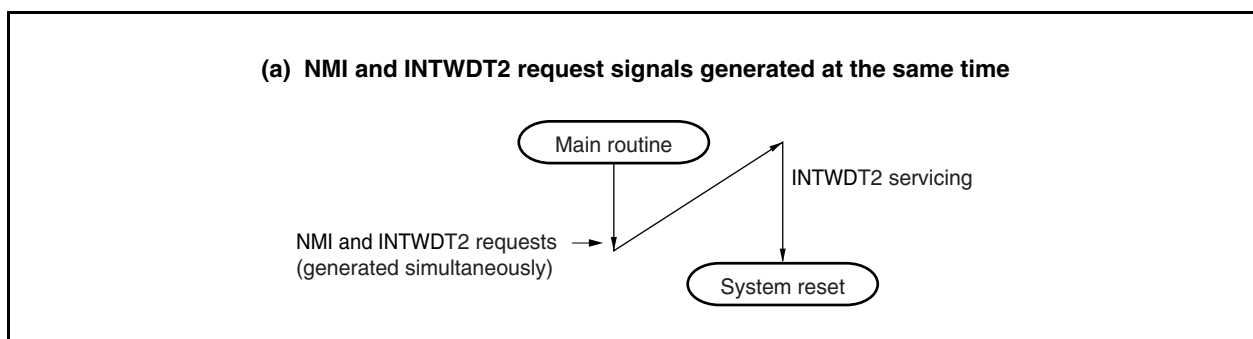 (a) NMI and INTWDT2 request signals generated at the same time
Main routine
INTWDT2 servicing
NMI and INTWDT2 requests
(generated simultaneously)
System reset